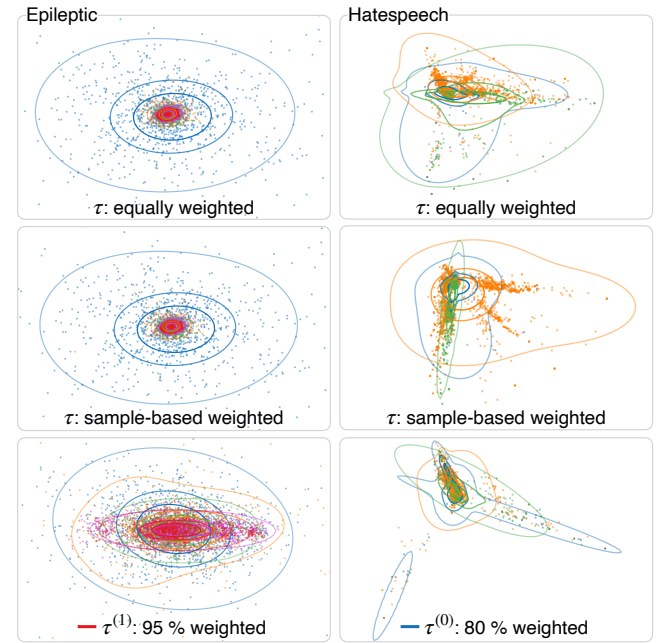 Epileptic
Hatespeech
τ: equally weighted
τ: equally weighted
τ: sample-based weighted
τ: sample-based weighted
τ⁽¹⁾: 95 % weighted
τ⁽⁰⁾: 80 % weighted